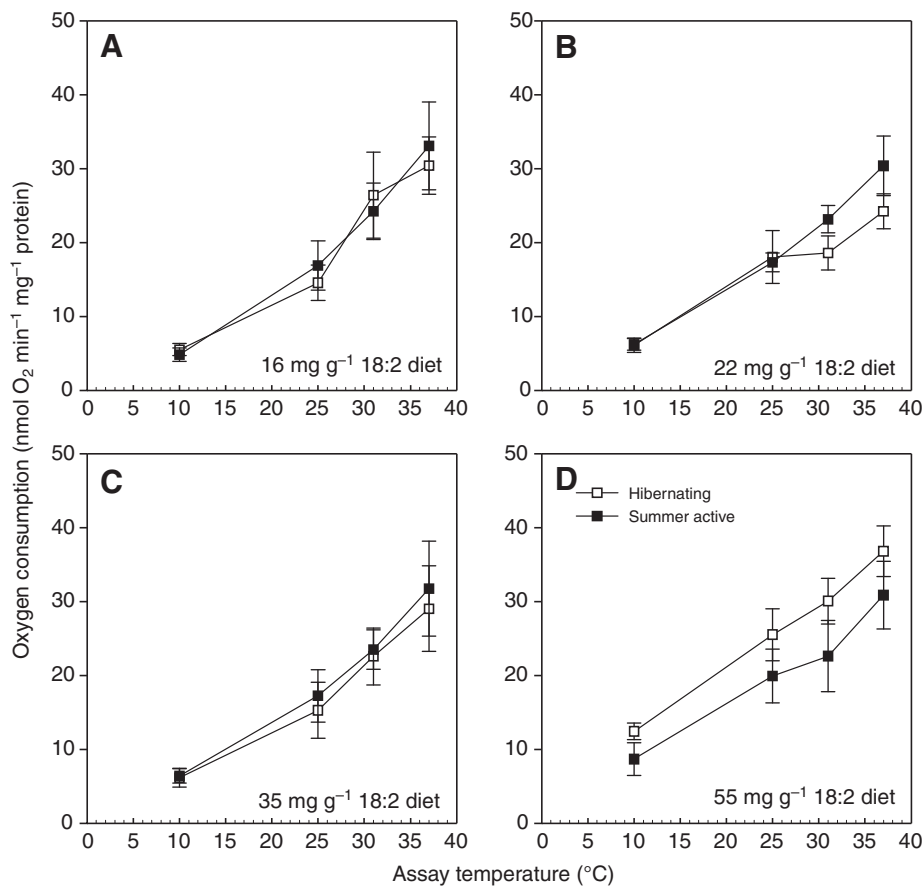 Oxygen consumption (nmol O₂ min⁻¹ mg⁻¹ protein)
A
50
40
30
20
10
0
0 5 10 15 20 25 30 35 40
16 mg g⁻¹ 18:2 diet
B
50
40
30
20
10
0
0 5 10 15 20 25 30 35 40
22 mg g⁻¹ 18:2 diet
C
50
40
30
20
10
0
0 5 10 15 20 25 30 35 40
35 mg g⁻¹ 18:2 diet
D
Hibernating
Summer active
50
40
30
20
10
0
0 5 10 15 20 25 30 35 40
55 mg g⁻¹ 18:2 diet
Assay temperature (°C)